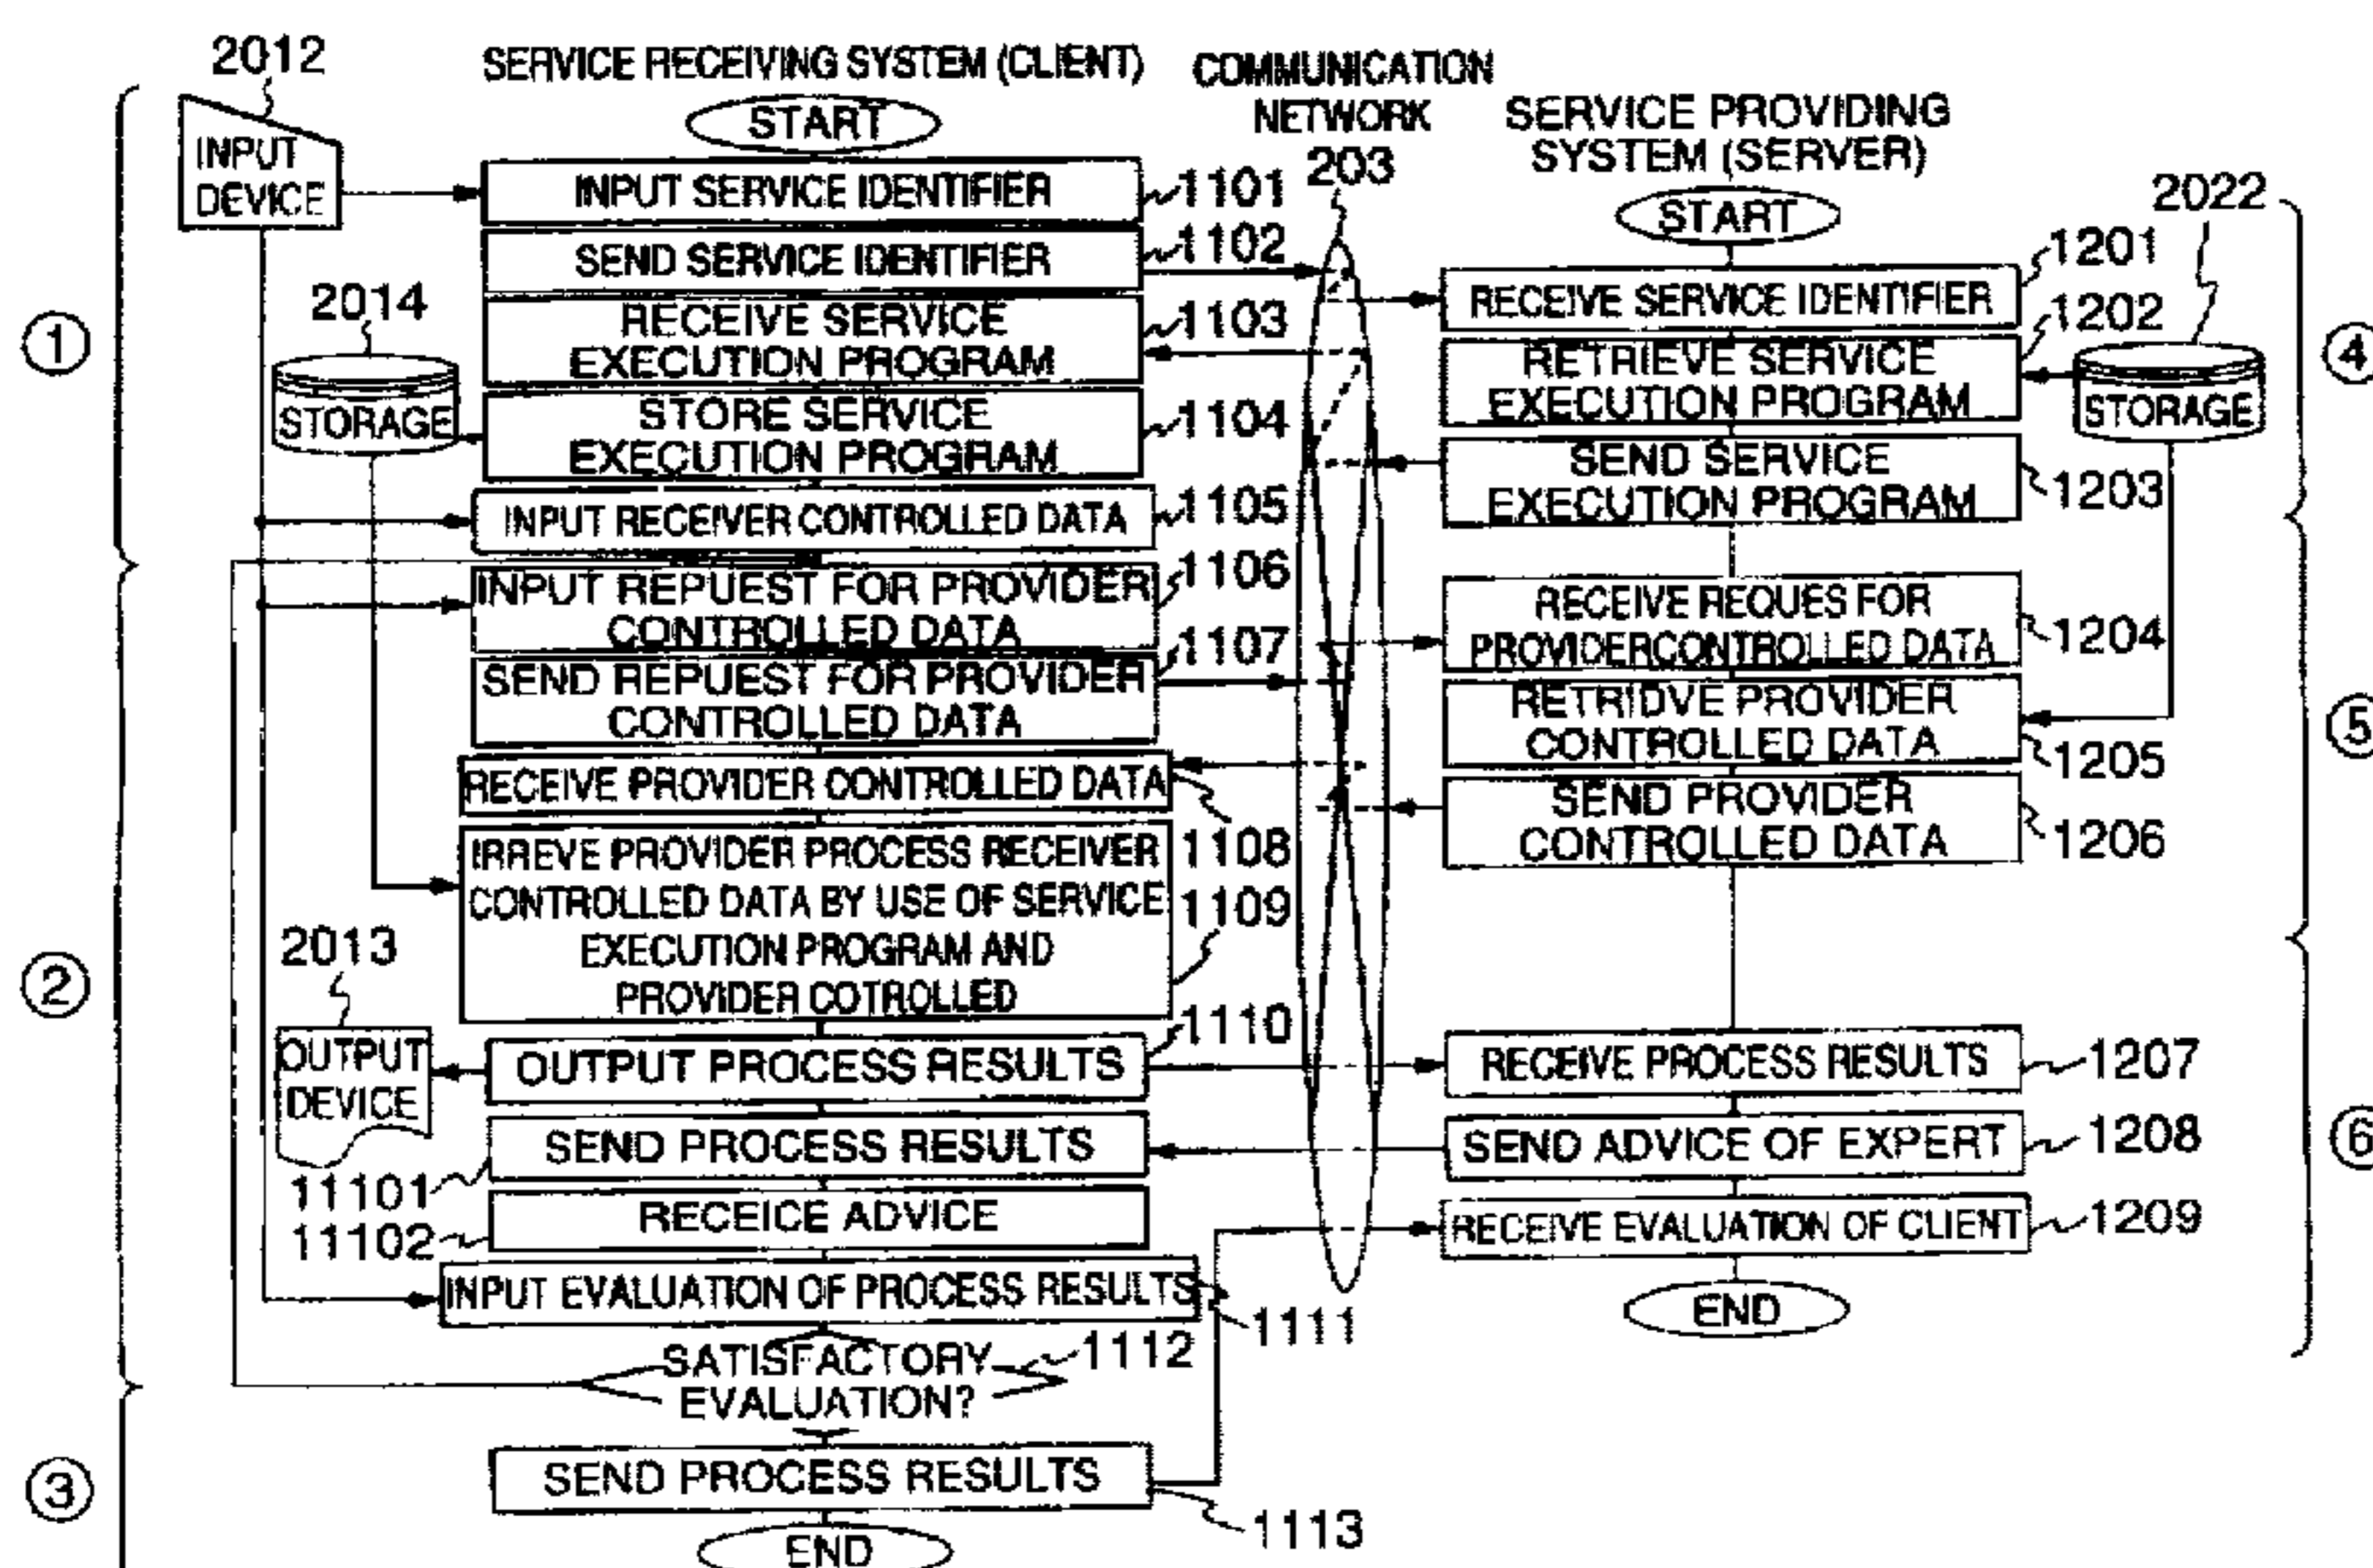 2012
SERVICE RECEIVING SYSTEM (CLIENT)
COMMUNICATION
NETWORK
203
SERVICE PROVIDING
SYSTEM (SERVER)
INPUT
DEVICE
START
INPUT SERVICE IDENTIFIER
1101
SEND SERVICE IDENTIFIER
1102
RECEIVE SERVICE
EXECUTION PROGRAM
1103
2014
STORAGE
STORE SERVICE
EXECUTION PROGRAM
1104
INPUT RECEIVER CONTROLLED DATA
1105
1
INPUT REPUEST FOR PROVIDER
CONTROLLED DATA
1106
SEND REPUEST FOR PROVIDER
CONTROLLED DATA
1107
RECEIVE PROVIDER CONTROLLED DATA
1108
IRREVE PROVIDER PROCESS RECEIVER
CONTROLLED DATA BY USE OF SERVICE
EXECUTION PROGRAM AND
PROVIDER COTROLLED
1109
2013
OUTPUT
DEVICE
OUTPUT PROCESS RESULTS
1110
SEND PROCESS RESULTS
11101
RECEICE ADVICE
11102
INPUT EVALUATION OF PROCESS RESULTS
1111
2
SATISFACTORY
EVALUATION?
1112
SEND PROCESS RESULTS
1113
END
3
START
2022
RECEIVE SERVICE IDENTIFIER
1201
RETRIEVE SERVICE
EXECUTION PROGRAM
1202
STORAGE
SEND SERVICE
EXECUTION PROGRAM
1203
4
RECEIVE REQUES FOR
PROVIDERCONTROLLED DATA
1204
RETRIDVE PROVIDER
CONTROLLED DATA
1205
SEND PROVIDER
CONTROLLED DATA
1206
5
RECEIVE PROCESS RESULTS
1207
SEND ADVICE OF EXPERT
1208
RECEIVE EVALUATION OF CLIENT
1209
END
6